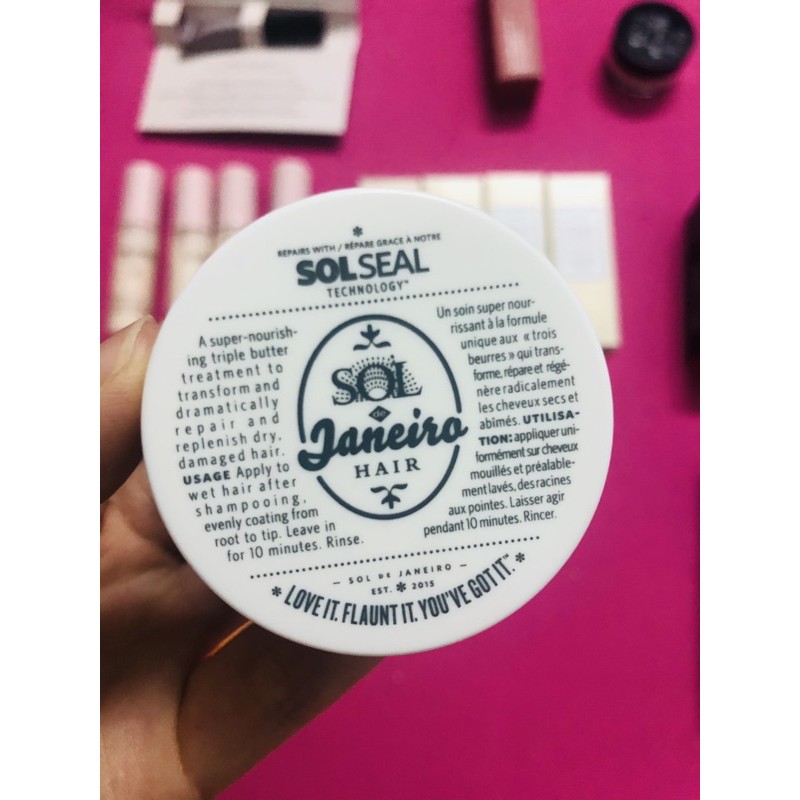 REPAIRS WITH / RÉPARE GRACE À NOTRE
SOLSEAL
TECHNOLOGY™
A super-nourish-
ing triple butter
treatment to
transform and
dramatically
repair and
replenish dry,
damaged hair.
USAGE Apply to
wet hair after
shampooing,
evenly coating from
root to tip. Leave in
for 10 minutes. Rinse.
SOL
de
Janeiro
HAIR
Un soin super nour-
rissant à la formule
unique aux « trois
beurres » qui trans-
forme, répare et régé-
nère radicalement
les cheveux secs et
abimés. UTILISA-
TION: appliquer uni-
formément sur cheveux
mouillés et préalable-
ment lavés, des racines
aux pointes. Laisser agir
pendant 10 minutes. Rincer.
— SOL DE JANEIRO —
EST. * 2015
* LOVE IT. FLAUNT IT. YOU'VE GOT IT.™ *